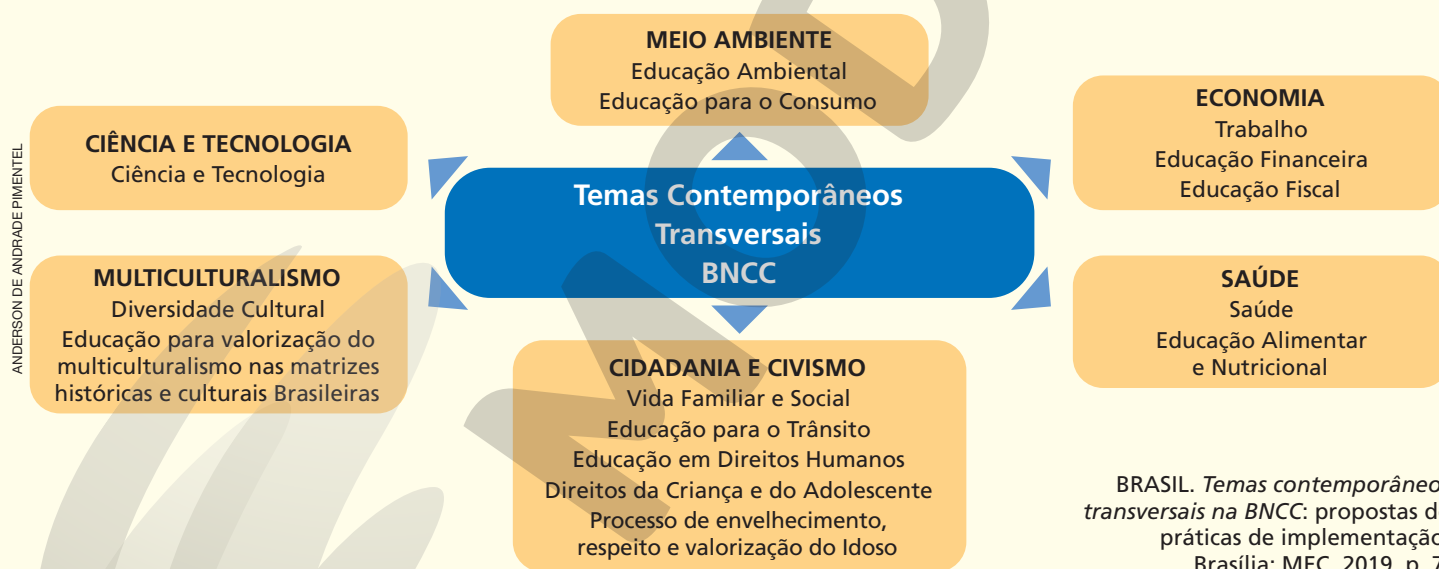 MEIO AMBIENTE
Educação Ambiental
Educação para o Consumo
CIÊNCIA E TECNOLOGIA
Ciência e Tecnologia
ECONOMIA
Trabalho
Educação Financeira
Educação Fiscal
Temas Contemporâneos
Transversais
BNCC
MULTICULTURALISMO
Diversidade Cultural
Educação para valorização do
multiculturalismo nas matrizes
históricas e culturais Brasileiras
SAÚDE
Saúde
Educação Alimentar
e Nutricional
CIDADANIA E CIVISMO
Vida Familiar e Social
Educação para o Trânsito
Educação em Direitos Humanos
Direitos da Criança e do Adolescente
Processo de envelhecimento,
respeito e valorização do Idoso
ANDERSON DE ANDRADE PIMENTEL
BRASIL. Temas contemporâneo
transversais na BNCC: propostas d
práticas de implementação
Brasília: MEC, 2019, p. 7